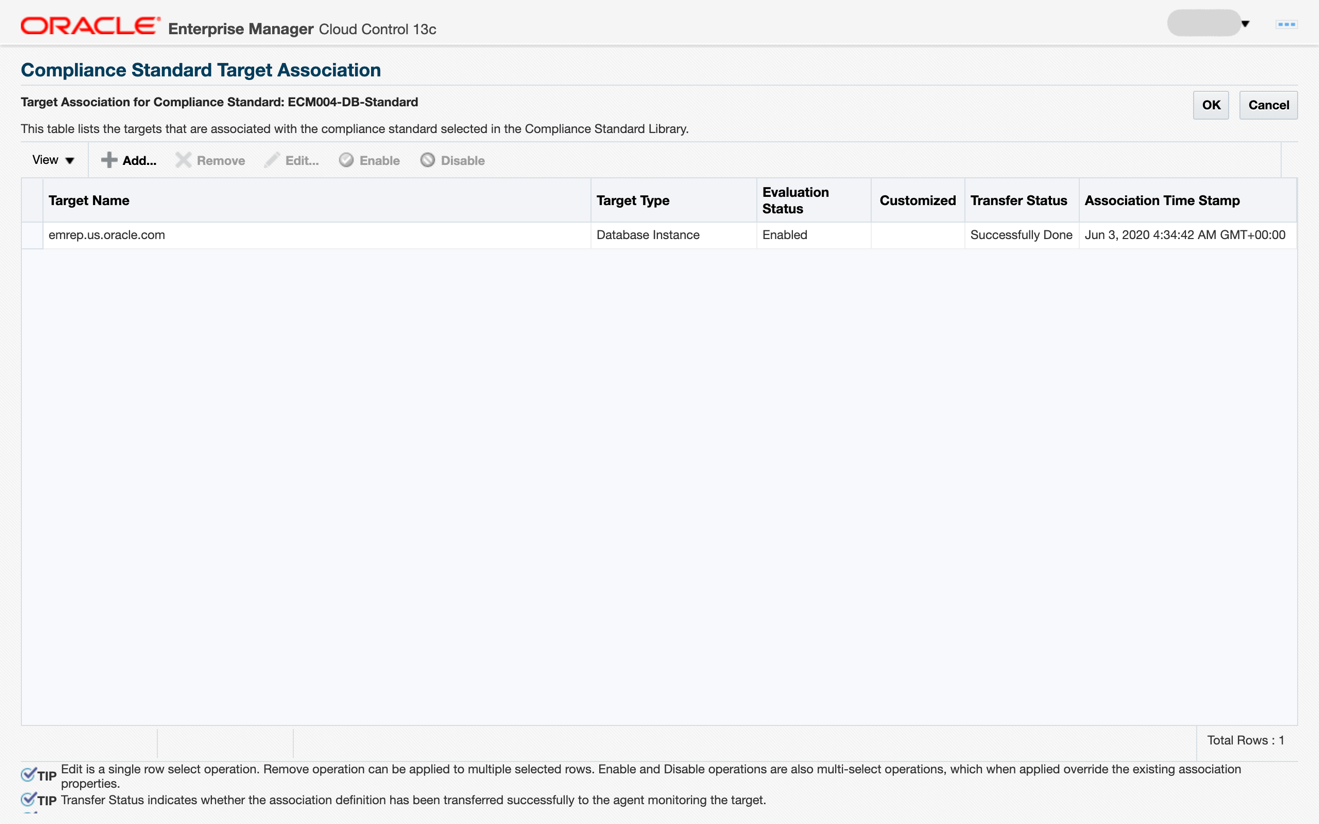 ORACLE® Enterprise Manager Cloud Control 13c
Compliance Standard Target Association
Target Association for Compliance Standard: ECM004-DB-Standard
OK Cancel
This table lists the targets that are associated with the compliance standard selected in the Compliance Standard Library.
View Add... Remove Edit... Enable Disable
Target Name Target Type Evaluation Status Customized Transfer Status Association Time Stamp
emrep.us.oracle.com Database Instance Enabled Successfully Done Jun 3, 2020 4:34:42 AM GMT+00:00
Total Rows : 1
TIP Edit is a single row select operation. Remove operation can be applied to multiple selected rows. Enable and Disable operations are also multi-select operations, which when applied override the existing association
properties.
TIP Transfer Status indicates whether the association definition has been transferred successfully to the agent monitoring the target.